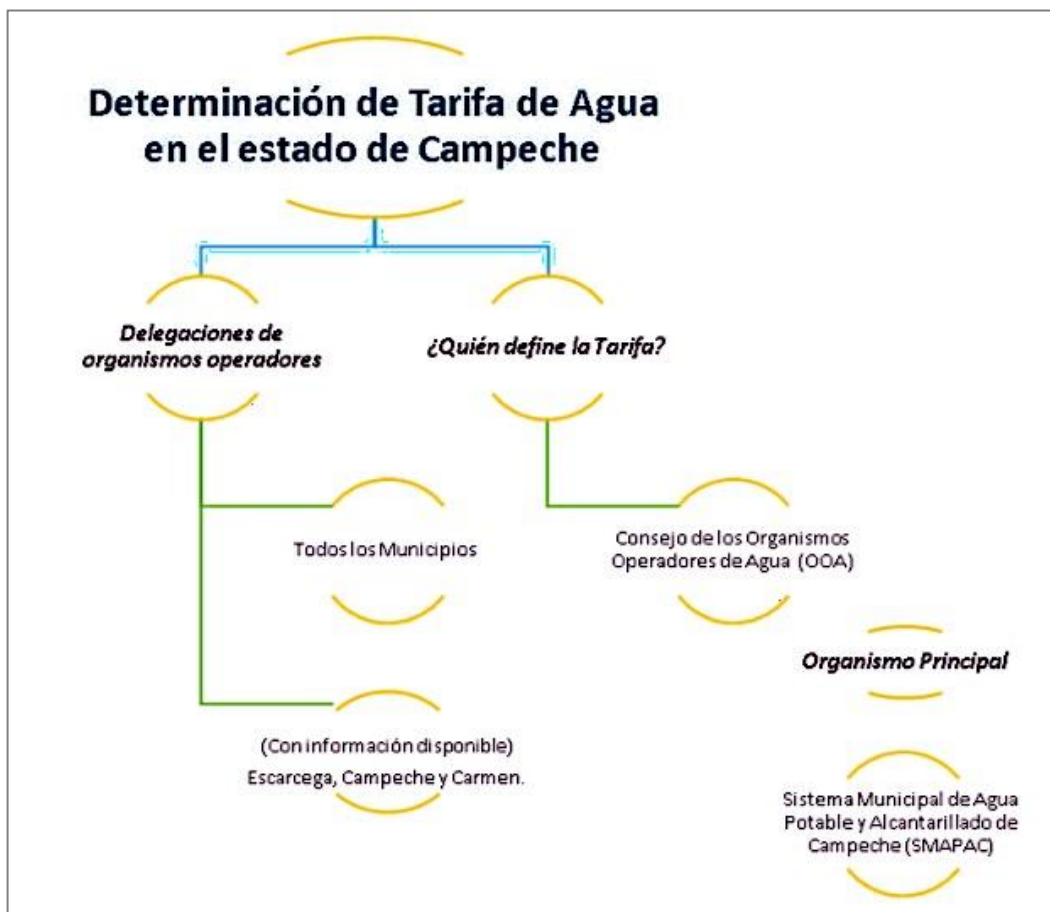 Determinación de Tarifa de Agua
en el estado de Campeche
Delegaciones de
organismos operadores
¿Quién define la Tarifa?
Todos los Municipios
Consejo de los Organismos
Operadores de Agua (OOA)
Organismo Principal
(Con información disponible)
Escarcega, Campeche y Carmen.
Sistema Municipal de Agua
Potable y Alcantarillado de
Campeche (SMAPAC)